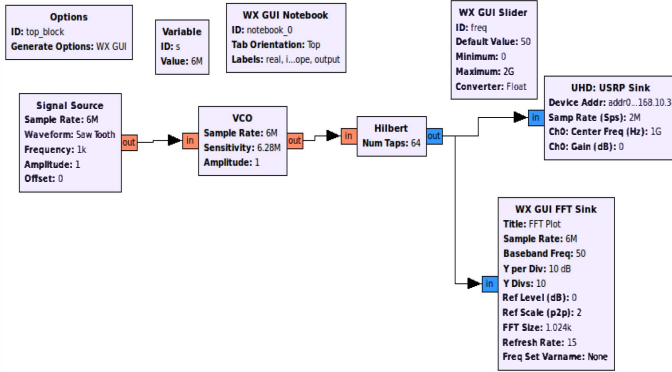 Options
ID: top_block
Generate Options: WX GUI
Variable
ID: s
Value: 6M
WX GUI Notebook
ID: notebook_0
Tab Orientation: Top
Labels: real, i...ope, output
WX GUI Slider
ID: freq
Default Value: 50
Minimum: 0
Maximum: 2G
Converter: Float
Signal Source
Sample Rate: 6M
Waveform: Saw Tooth
Frequency: 1k
Amplitude: 1
Offset: 0
out
in
VCO
Sample Rate: 6M
Sensitivity: 6.28M
Amplitude: 1
out
in
Hilbert
Num Taps: 64
out
in
UHD: USRP Sink
Device Addr: addr0...168.10.3
Samp Rate (Sps): 2M
Ch0: Center Freq (Hz): 1G
Ch0: Gain (dB): 0
in
WX GUI FFT Sink
Title: FFT Plot
Sample Rate: 6M
Baseband Freq: 50
Y per Div: 10 dB
Y Divs: 10
Ref Level (dB): 0
Ref Scale (p2p): 2
FFT Size: 1.024k
Refresh Rate: 15
Freq Set Varname: None